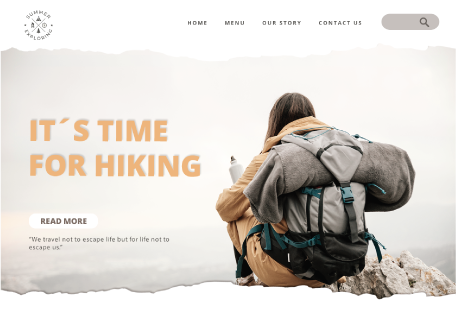 SUMMER
EXPLORING
HOME MENU OUR STORY CONTACT US
IT´S TIME
FOR HIKING
READ MORE
"We travel not to escape life but for life not to
escape us"